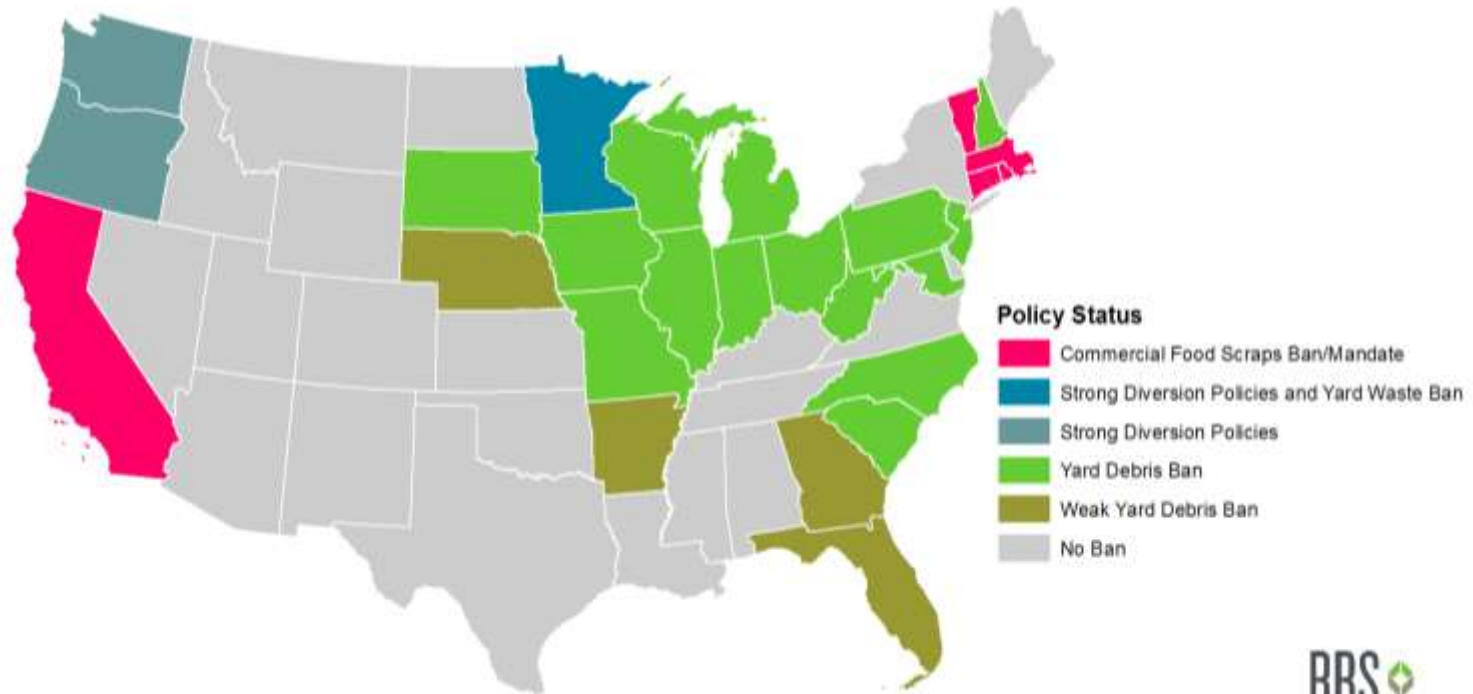 Policy Status
Commercial Food Scraps Ban/Mandate
Strong Diversion Policies and Yard Waste Ban
Strong Diversion Policies
Yard Debris Ban
Weak Yard Debris Ban
No Ban
RRS